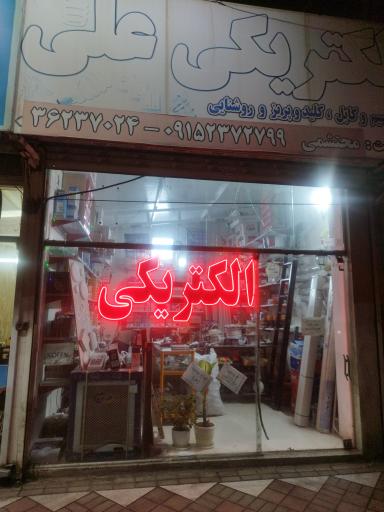 الکتریکی علی
سیم و کابل ، کلید و پریز و روشنایی
۳۶۲۳۷۰۲۴ - ۰۹۱۵۲۳۷۲۷۹۹
محتشمی
الکتریکی